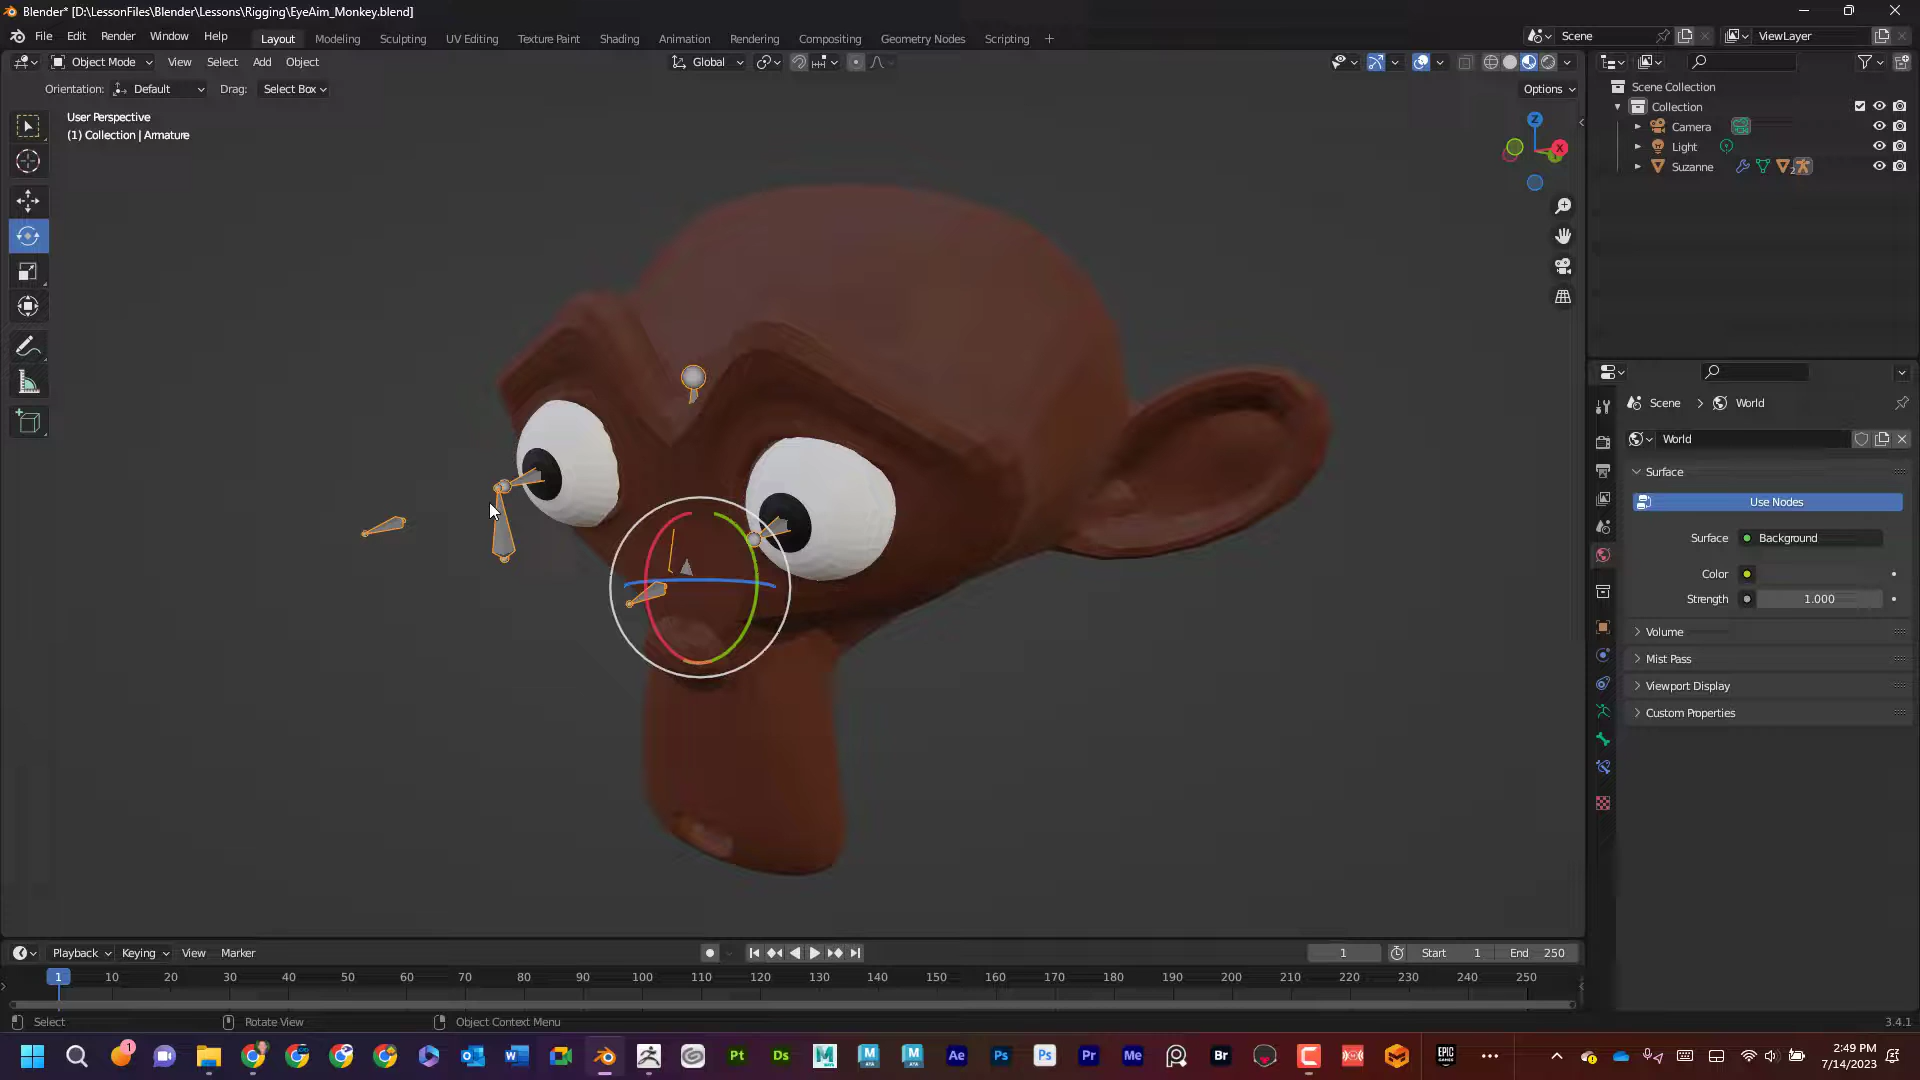 Blender* [D:\LessonFiles\Blender\Lessons\Rigging\EyeAim_Monkey.blend]
File Edit Render Window Help Layout Modeling Sculpting UV Editing Texture Paint Shading Animation Rendering Compositing Geometry Nodes Scripting + Scene ViewLayer
Object Mode View Select Add Object Global
Orientation: Default Drag: Select Box Options
User Perspective
(1) Collection | Armature
Z
X
Scene Collection
Collection
Camera
Light
Suzanne 2
Scene > World
World
Surface
Use Nodes
Surface Background
Color
Strength 1.000
Volume
Mist Pass
Viewport Display
Custom Properties
Playback Keying View Marker 1 Start 1 End 250
1 10 20 30 40 50 60 70 80 90 100 110 120 130 140 150 160 170 180 190 200 210 220 230 240 250
Select Rotate View Object Context Menu 3.4.1
1 Pt Ds Ae Ps Ps Pr Me Br EPIC
2:49 PM
7/14/2023